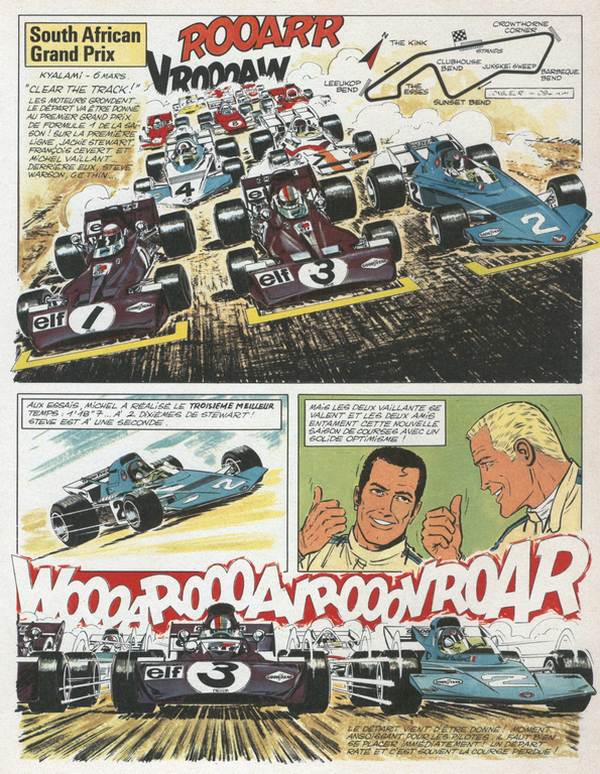 South African
Grand Prix
ROOARR
VROOOAW
KYALAMI - 6 MARS.
"CLEAR THE TRACK!"
LES MOTEURS GRONDENT
LE DÉPART VA ÊTRE DONNÉ
AU PREMIER GRAND PRIX
DE FORMULE 1 DE LA SAI-
SON! SUR LA PREMIÈRE
LIGNE, JACKIE STEWART,
FRANÇOIS CEVERT ET
MICHEL VAILLANT.
DERRIÈRE EUX, STEVE
WARSON, GETHIN...
CROWTHORNE
CORNER
THE KINK
STANDS
CLUBHOUSE
BEND
JUKSKEI SWEEP
BARBEQUE
BEND
LEEUKOP
BEND
THE
ESSES
SUNSET BEND
4
elf
1
elf
3
GOODYEAR
2
AUX ESSAIS, MICHEL A RÉALISÉ LE TROISIÈME MEILLEUR
TEMPS : 1'18"7... À 2 DIXIÈMES DE STEWART!
STEVE EST À UNE SECONDE.
2
2
MAIS LES DEUX VAILLANTE SE
VALENT ET LES DEUX AMIS
ENTAMENT CETTE NOUVELLE
SAISON DE COURSES AVEC UN
SOLIDE OPTIMISME!
WOOOAROOOAVROOOOVROAR
elf
3
GOODYEAR
2
LE DÉPART VIENT D'ÊTRE DONNÉ! MOMENT
ANGOISSANT POUR LES PILOTES. IL FAUT BIEN
SE PLACER IMMÉDIATEMENT! UN DÉPART
RATÉ ET C'EST SOUVENT LA COURSE PERDUE!